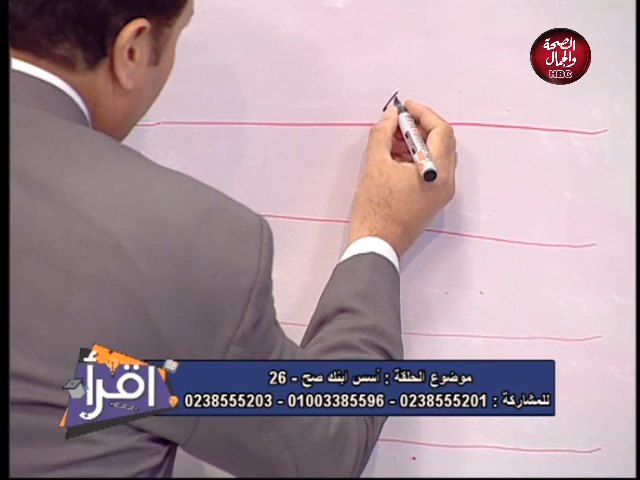 الصحة
والجمال
HBC
موضوع الحلقة : أسس ابنك صح - 26
للمشاركة : 0238555201 - 01003385596 - 0238555203
اقرأ